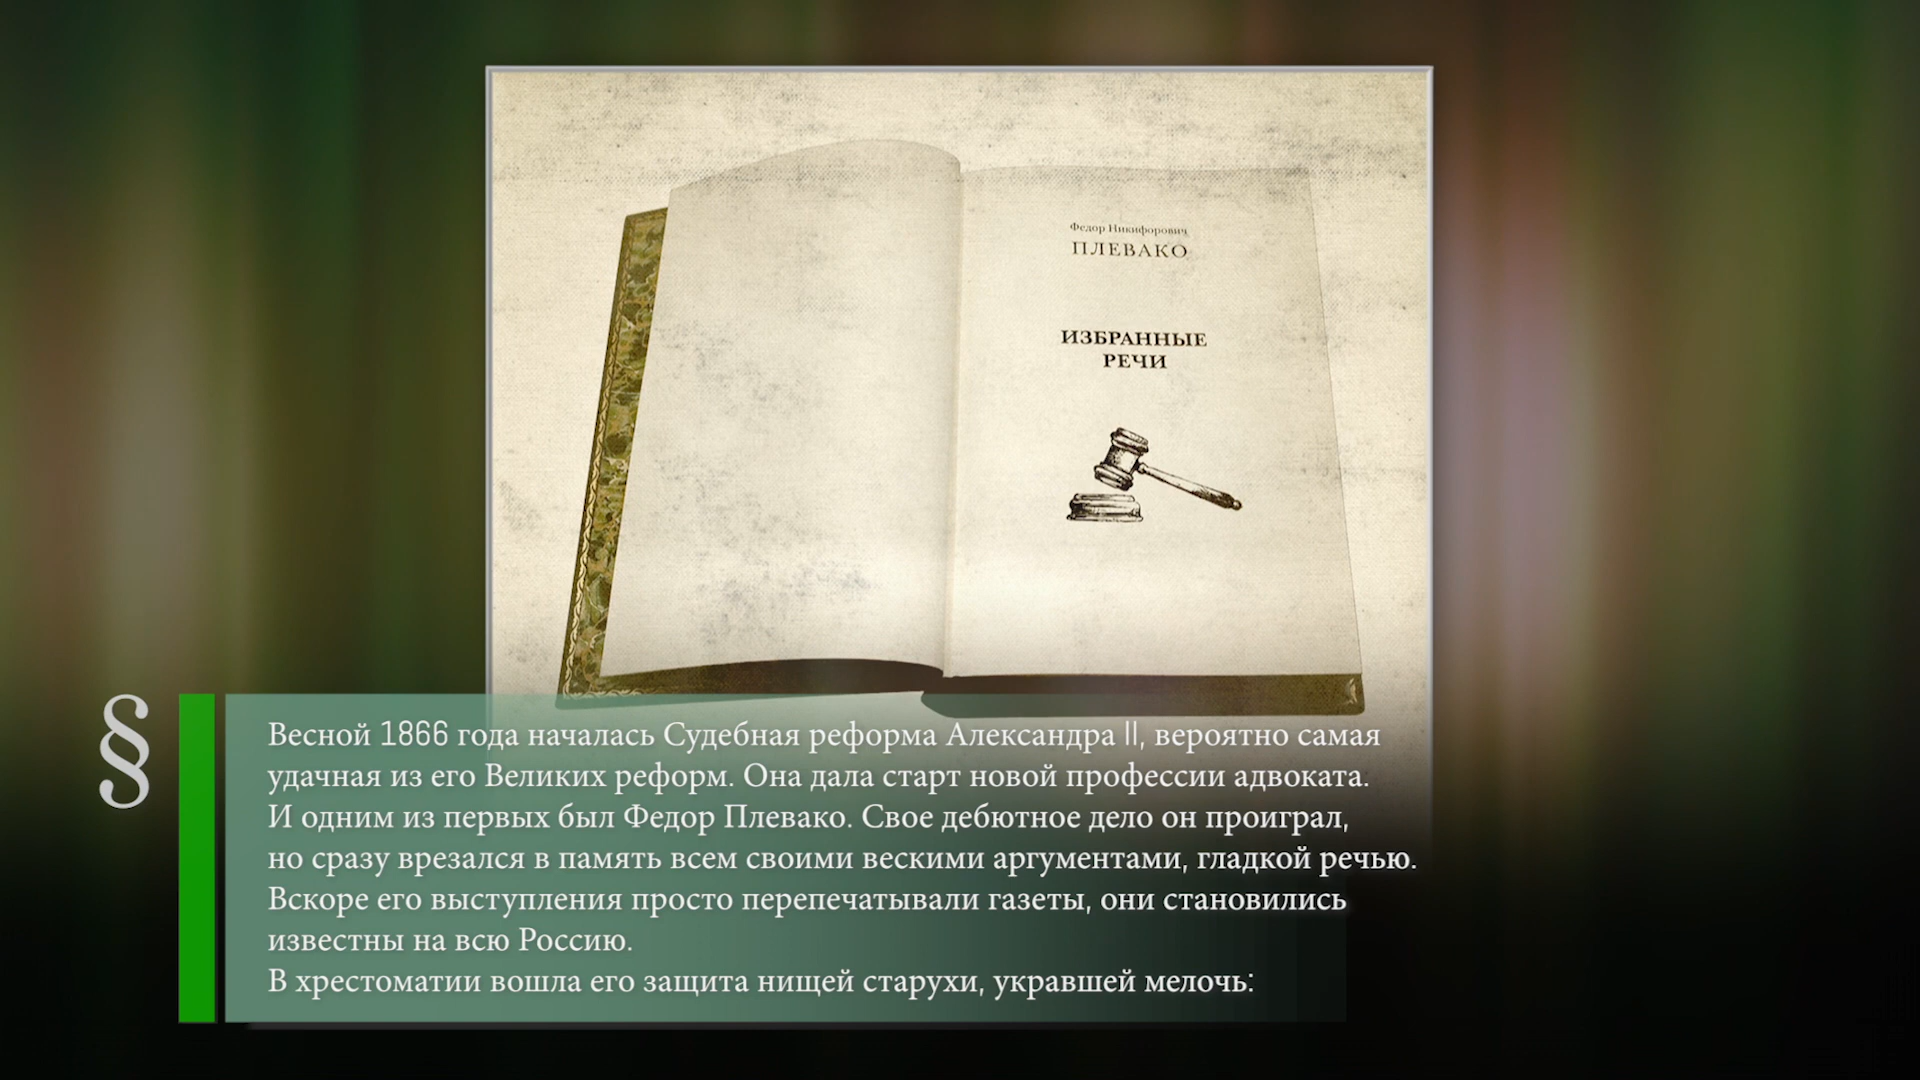 Федор Никифорович
ПЛЕВАКО
ИЗБРАННЫЕ
РЕЧИ
§
Весной 1866 года началась Судебная реформа Александра II, вероятно самая
удачная из его Великих реформ. Она дала старт новой профессии адвоката.
И одним из первых был Федор Плевако. Свое дебютное дело он проиграл,
но сразу врезался в память всем своими вескими аргументами, гладкой речью.
Вскоре его выступления просто перепечатывали газеты, они становились
известны на всю Россию.
В хрестоматии вошла его защита нищей старухи, укравшей мелочь: